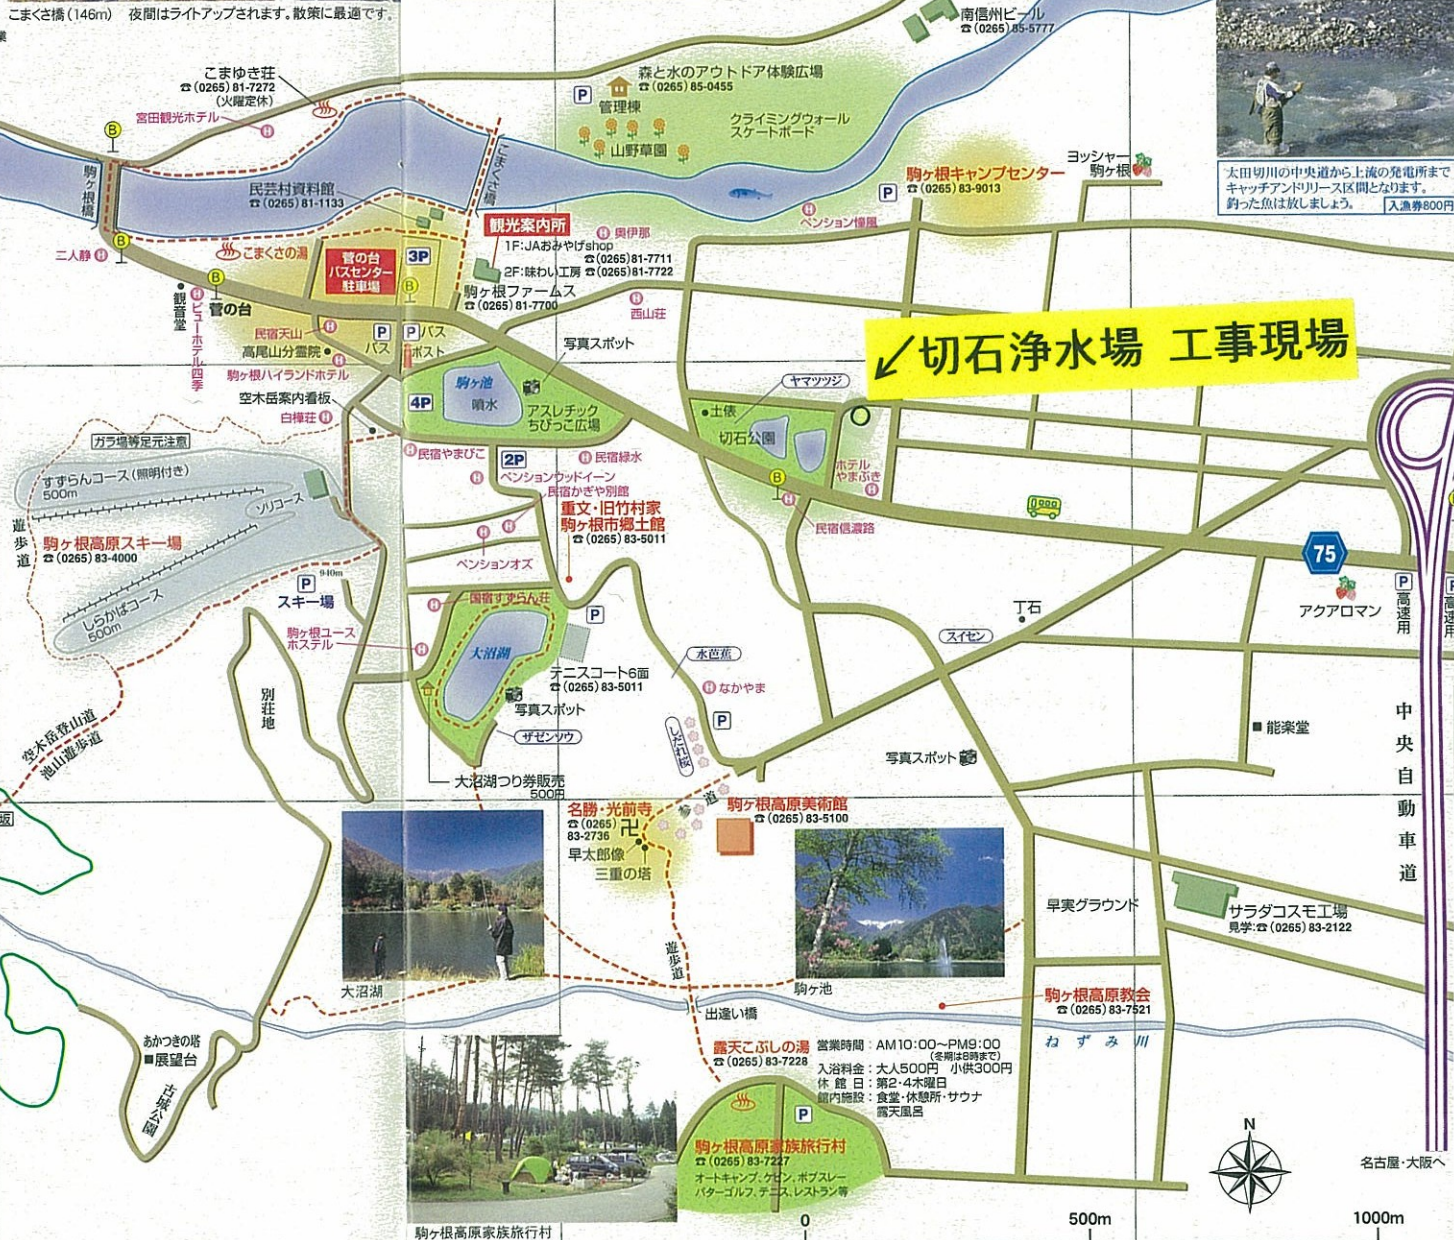 こまくさ橋(146m) 夜間はライトアップされます。散策に最適です。
業
南信州ビール
☎(0265)85-5777
こまゆき荘
☎(0265)81-7272
(火曜定休)
宮田観光ホテル
森と水のアウトドア体験広場
☎(0265)85-0455
P
管理棟
クライミングウォール
スケートボード
山野草園
B
駒ヶ根橋
こまくさ橋
民芸村資料館
☎(0265)81-1133
駒ヶ根キャンプセンター
☎(0265)83-9013
P
ヨッシャー
駒ヶ根
太田切川の中央道から上流の発電所まで
キャッチアンドリリース区間となります。
釣った魚は放しましょう。
入漁券800円
ペンション憧風
観光案内所
1F:JAおみやげshop
☎(0265)81-7711
2F:味わい工房 ☎(0265)81-7722
奥伊那
二人静
B
こまくさの湯
菅の台
バスセンター
駐車場
3P
B
駒ヶ根ファームス
☎(0265)81-7700
西山荘
観音堂
ビューホテル四季
B
菅の台
民宿天山
高尾山分霊院
P
バス
P バス
ポスト
駒ヶ根ハイランドホテル
写真スポット
切石浄水場 工事現場
空木岳案内看板
白樺荘
駒ヶ池
噴水
4P
アスレチック
ちびっこ広場
ヤマツツジ
土俵
切石公園
ホテル
やまぶき
B
民宿信濃路
ガラ場等足元注意
すずらんコース(照明付き)
500m
ソリコース
遊歩道
駒ヶ根高原スキー場
☎(0265)83-4000
しらかばコース
500m
民宿やまびこ
2P
民宿緑水
ペンションウッドイーン
民宿かぎや別館
重文・旧竹村家
駒ヶ根市郷土館
☎(0265)83-5011
ペンションオズ
940m
P
スキー場
国宿すずらん荘
駒ヶ根ユース
ホステル
大沼湖
P
テニスコート6面
☎(0265)83-5011
写真スポット
ザゼンソウ
大沼湖つり券販売
500円
水芭蕉
なかやま
しだれ桜
P
75
アクアロマン
P
高速用
P
高速用
丁石
スイセン
能楽堂
写真スポット
中央自動車道
別荘地
空木岳登山道
池山遊歩道
名勝・光前寺
☎(0265)
83-2736
卍
早太郎像
三重の塔
参道
駒ヶ根高原美術館
☎(0265)83-5100
早実グラウンド
サラダコスモ工場
見学:☎(0265)83-2122
大沼湖
遊歩道
駒ヶ池
出逢い橋
駒ヶ根高原教会
☎(0265)83-7521
ねずみ川
あかつきの塔
展望台
古城公園
露天こぶしの湯
☎(0265)83-7228
営業時間:AM10:00～PM9:00
(冬期は8時まで)
入浴料金:大人500円 小供300円
休館日:第2・4木曜日
館内施設:食堂・休憩所・サウナ
露天風呂
P
駒ヶ根高原家族旅行村
☎(0265)83-7227
オートキャンプ、ケビン、ボブスレー
パターゴルフ、テニス、レストラン等
駒ヶ根高原家族旅行村
N
名古屋・大阪へ
0
500m
1000m